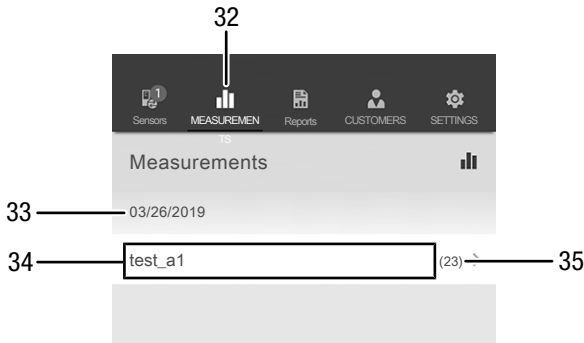 32
1
Sensors MEASUREMEN Reports CUSTOMERS SETTINGS
TS
Measurements
33 03/26/2019
34 test_a1 (23) 35